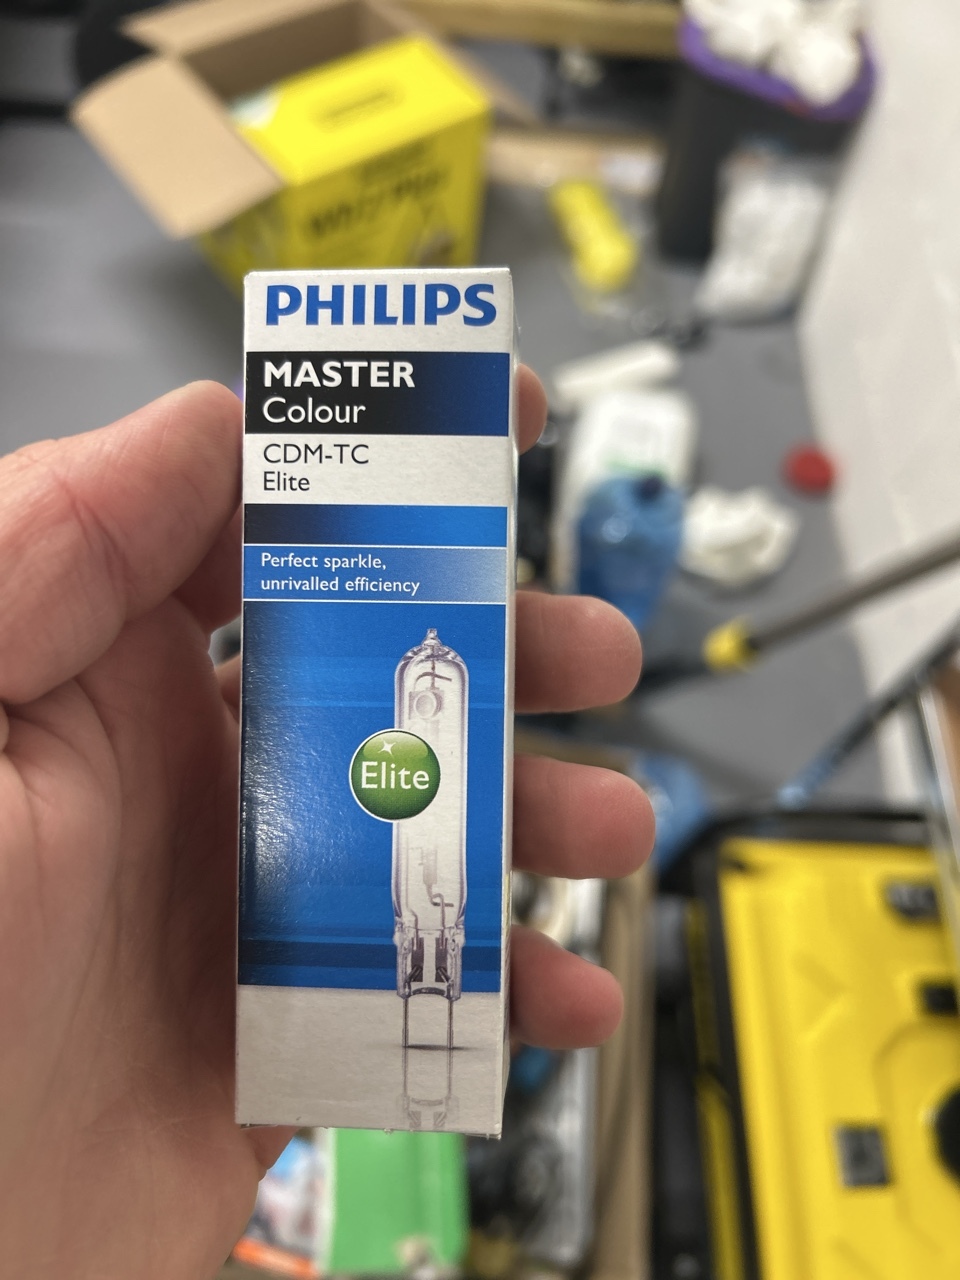 PHILIPS
MASTER
Colour
CDM-TC
Elite
Perfect sparkle,
unrivalled efficiency
Elite